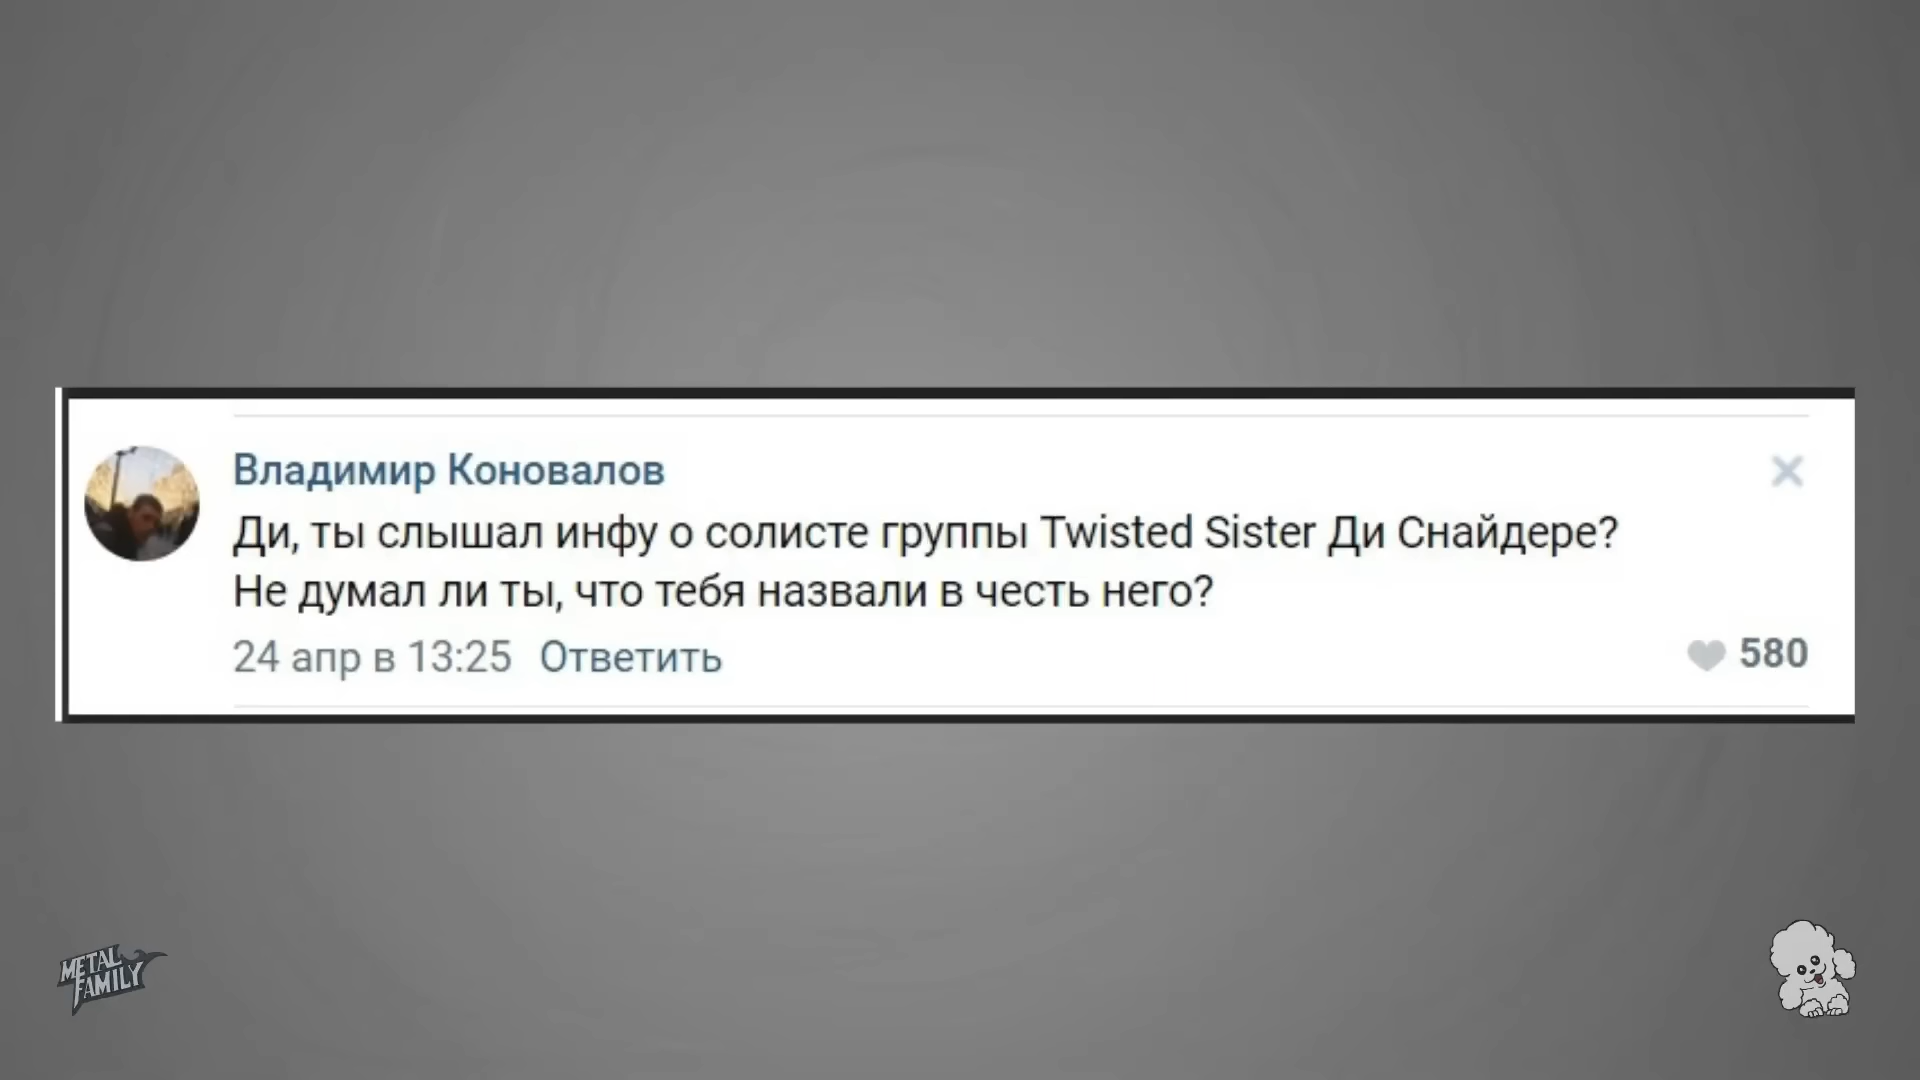 Владимир Коновалов
Ди, ты слышал инфу о солисте группы Twisted Sister Ди Снайдере?
Не думал ли ты, что тебя назвали в честь него?
24 апр в 13:25 Ответить
580
METAL
FAMILY